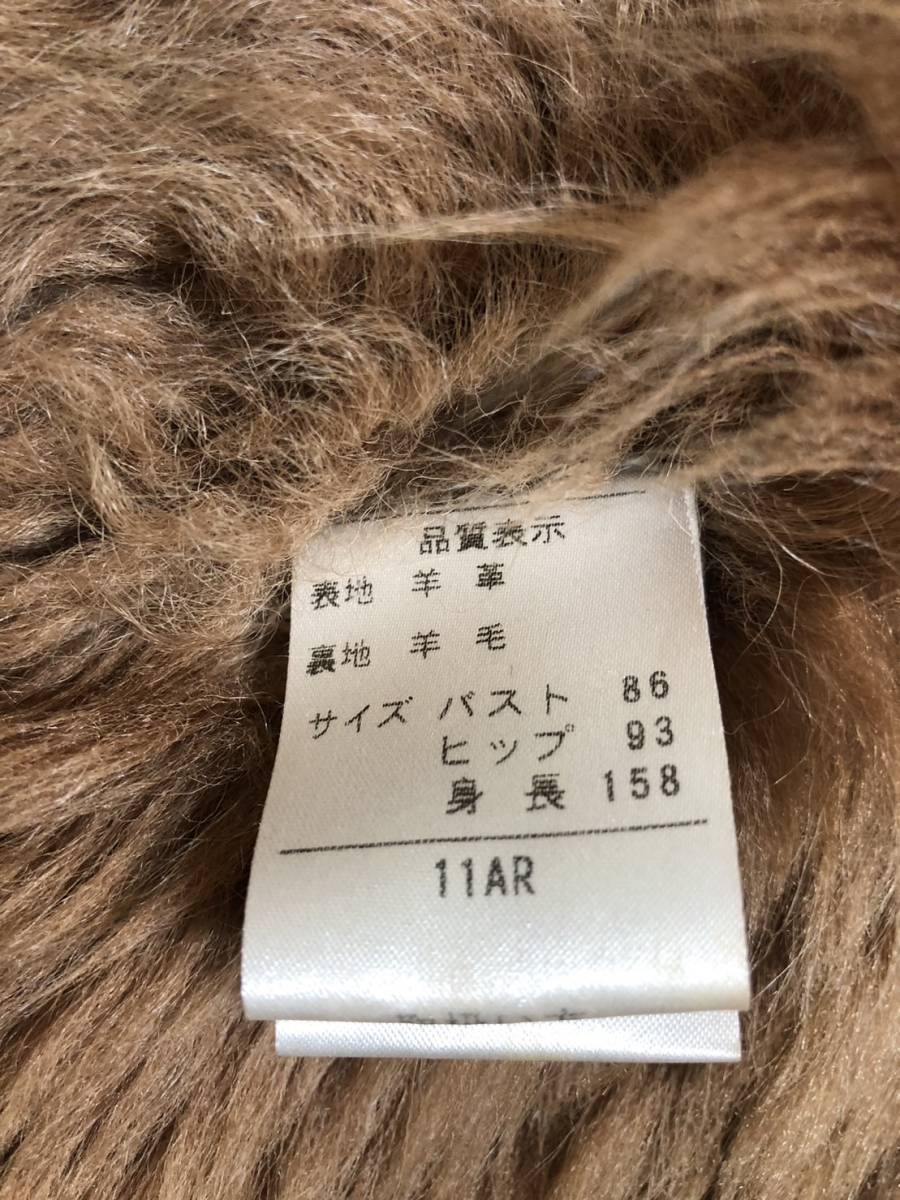 品質表示
表地 羊革
裏地 羊毛
サイズ バスト 86
ヒップ 93
身長 158
11AR